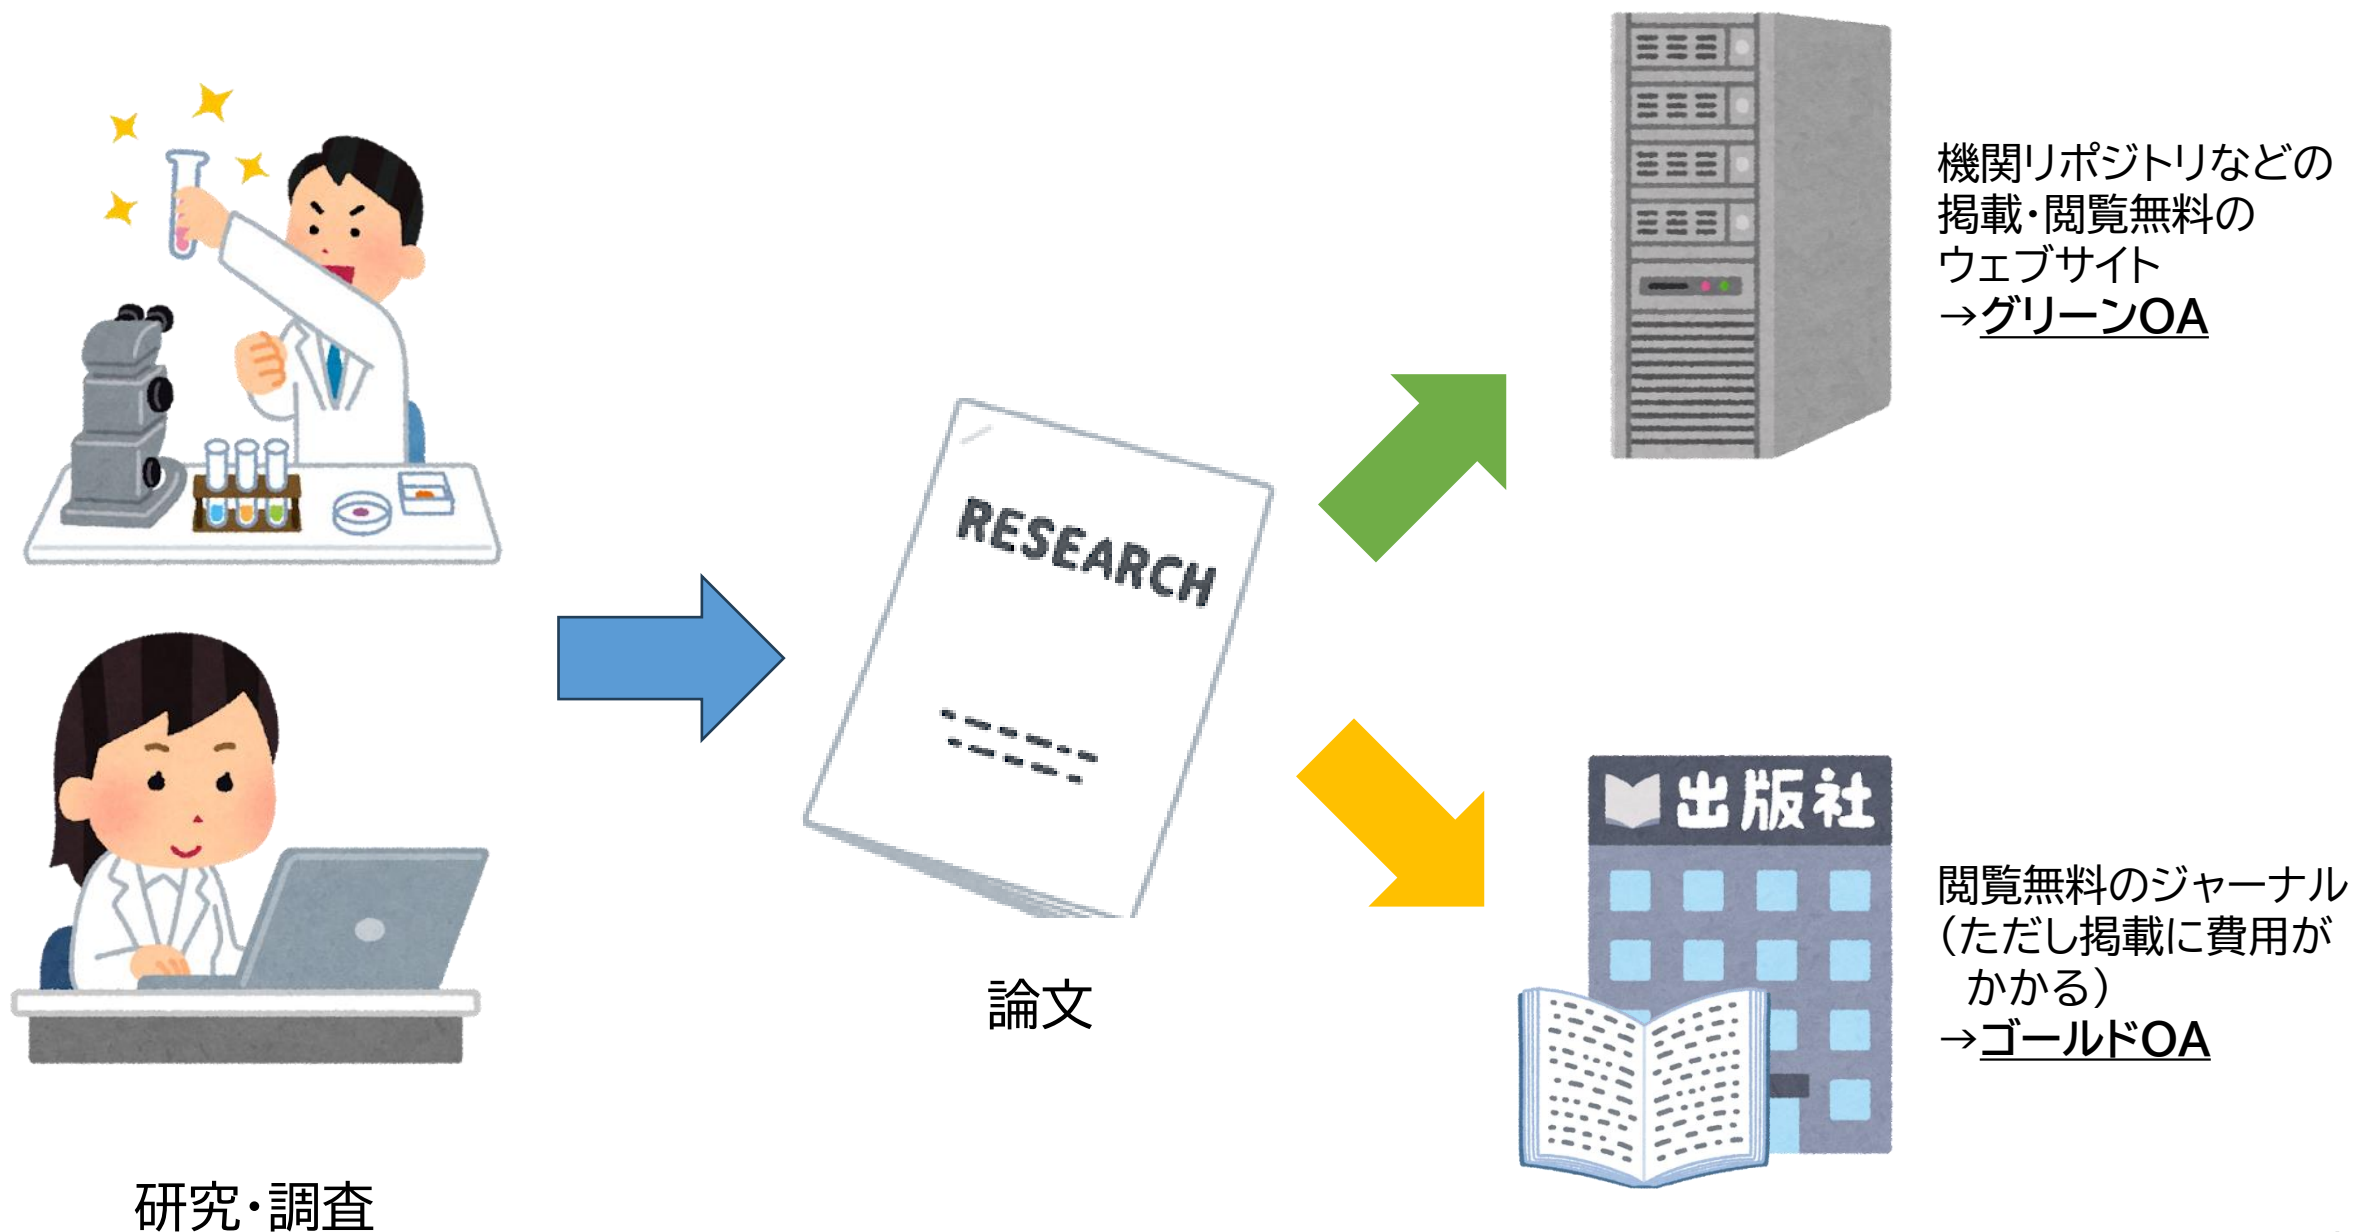 機関リポジトリなどの
掲載・閲覧無料の
ウェブサイト
→グリーンOA
RESEARCH
出版社
閲覧無料のジャーナル
（ただし掲載に費用が
かかる）
→ゴールドOA
論文
研究・調査